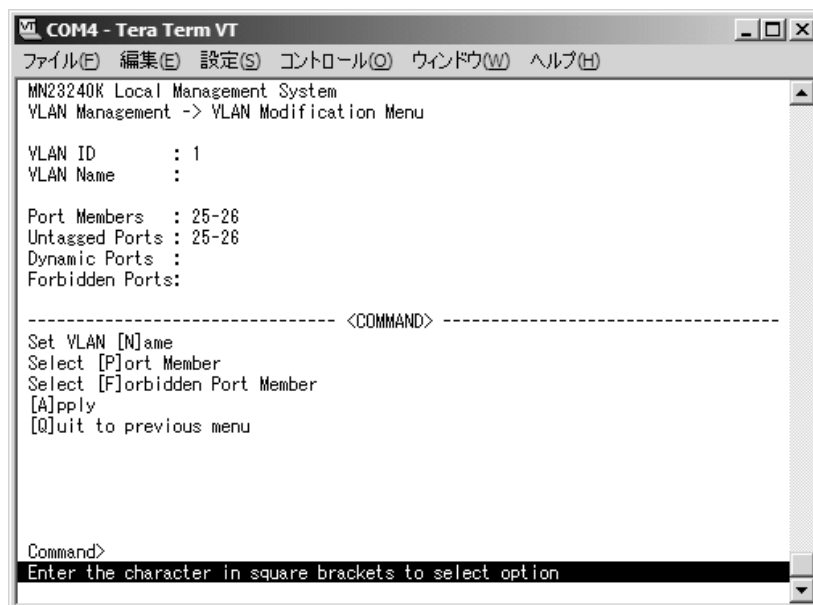 COM4 - Tera Term VT
ファイル(F) 編集(E) 設定(S) コントロール(O) ウィンドウ(W) ヘルプ(H)
MN23240K Local Management System
VLAN Management -> VLAN Modification Menu
VLAN ID : 1
VLAN Name :
Port Members : 25-26
Untagged Ports : 25-26
Dynamic Ports :
Forbidden Ports:
--------------------------------- <COMMAND> ------------------------------------
Set VLAN [N]ame
Select [P]ort Member
Select [F]orbidden Port Member
[A]pply
[Q]uit to previous menu
Command>
Enter the character in square brackets to select option